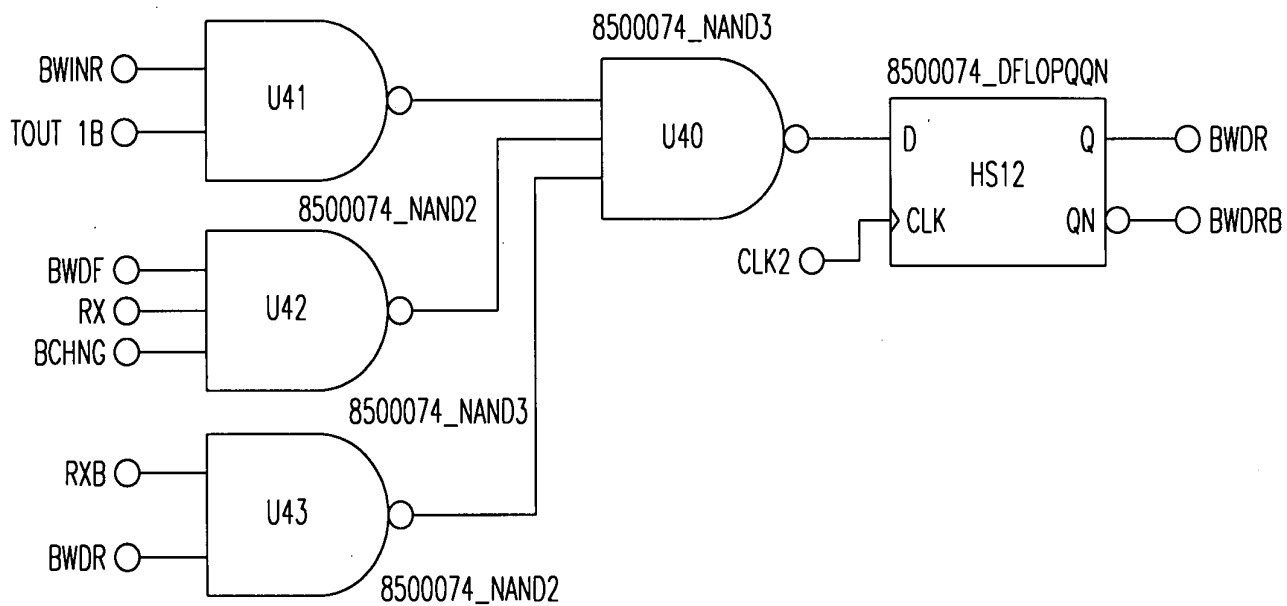 8500074_NAND3
BWINR
U41
TOUT 1B
8500074_NAND2
U40
8500074_DFLOPQQN
D
Q
BWDR
HS12
CLK
QN
BWDRB
CLK2
BWDF
RX
U42
BCHNG
8500074_NAND3
RXB
U43
BWDR
8500074_NAND2